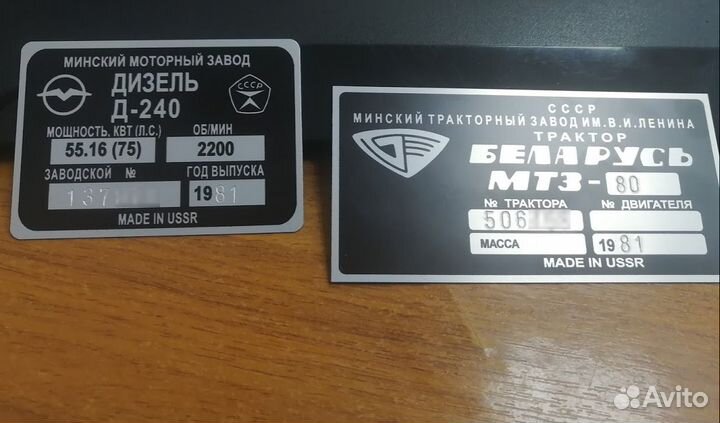 МИНСКИЙ МОТОРНЫЙ ЗАВОД
ДИЗЕЛЬ
Д-240
СССР
МОЩНОСТЬ, КВТ (Л.С.) ОБ/МИН
55.16 (75) 2200
ЗАВОДСКОЙ № ГОД ВЫПУСКА
137 1981
MADE IN USSR
СССР
МИНСКИЙ ТРАКТОРНЫЙ ЗАВОД ИМ.В.И.ЛЕНИНА
ТРАКТОР
БЕЛАРУСЬ
МТЗ-80
№ ТРАКТОРА № ДВИГАТЕЛЯ
506
МАССА 1981
MADE IN USSR
Avito